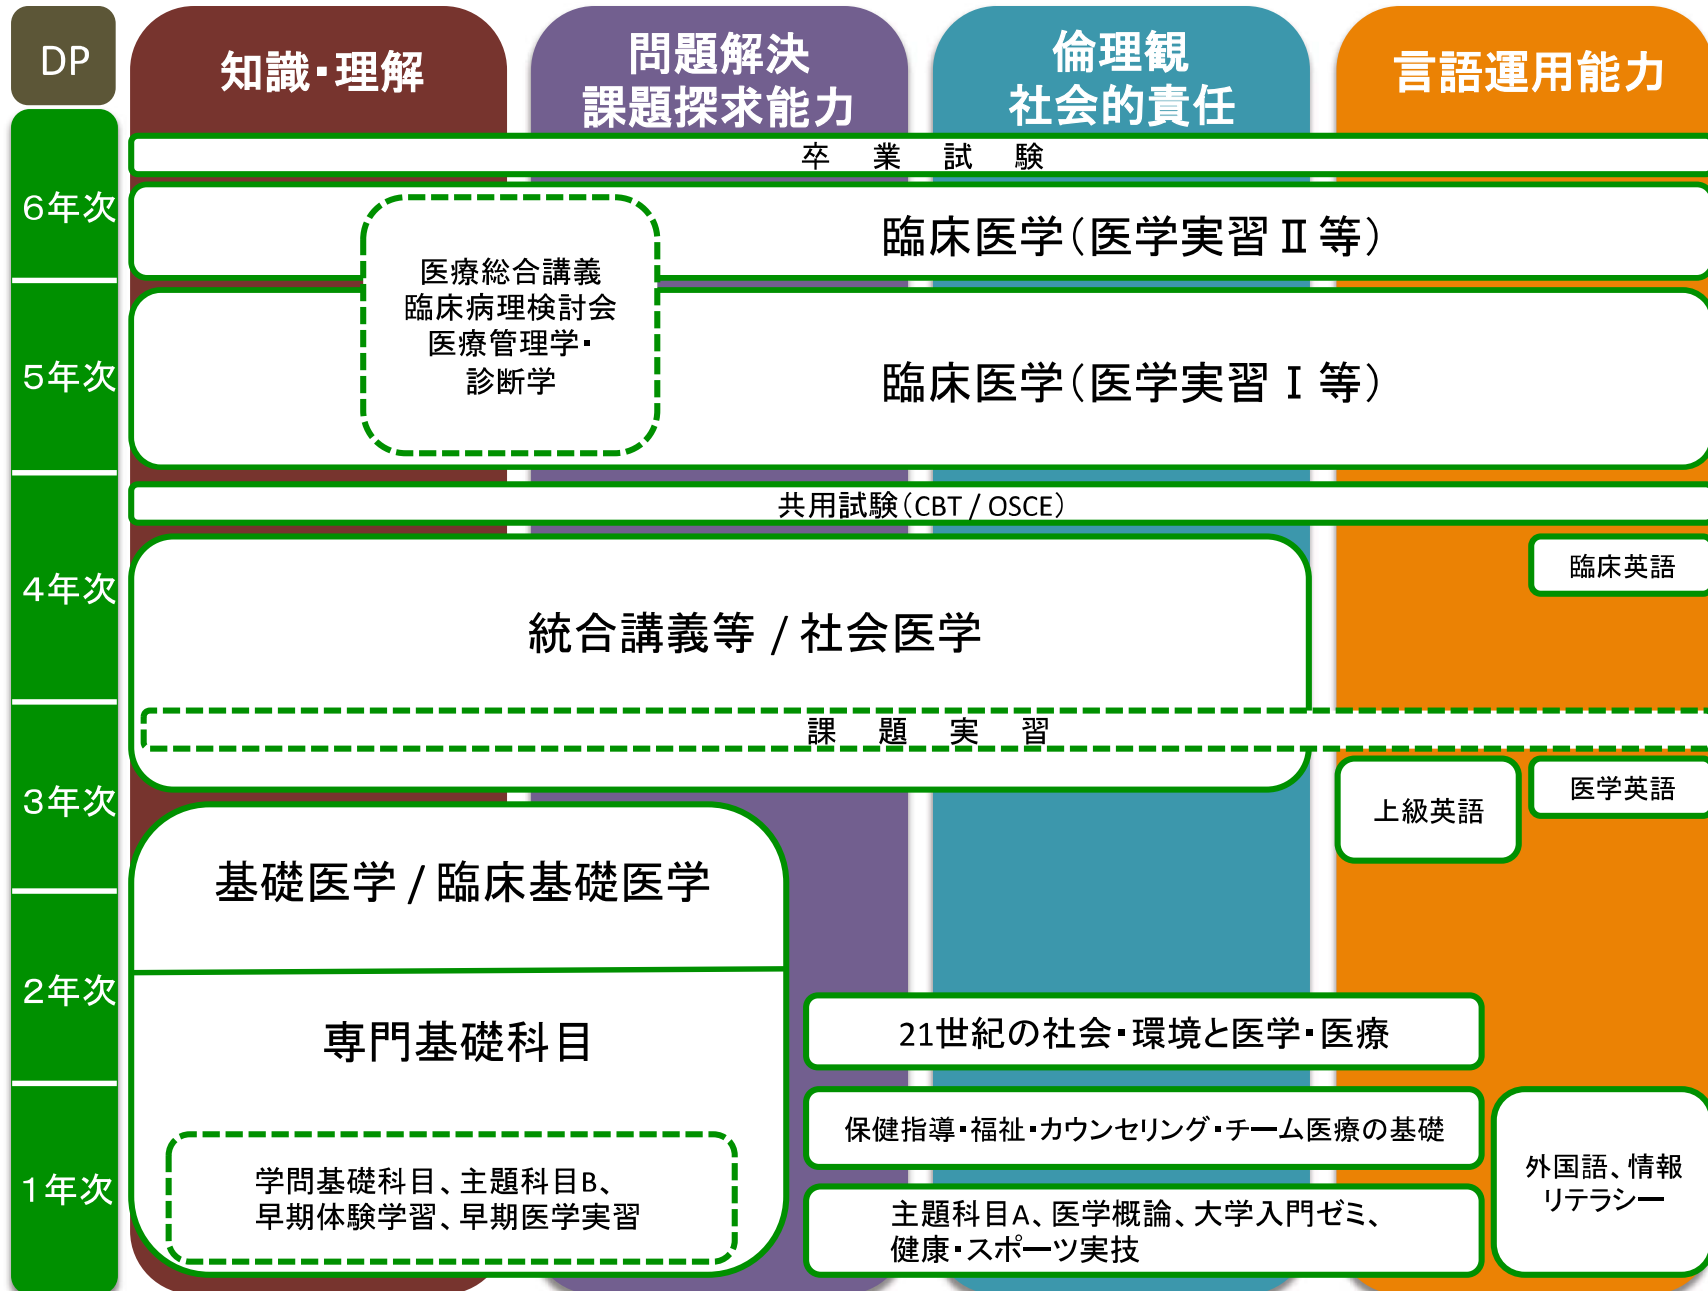 DP
知識・理解
問題解決
課題探求能力
倫理観
社会的責任
言語運用能力
卒業試験
6年次
臨床医学(医学実習Ⅱ等)
医療総合講義
臨床病理検討会
医療管理学・
診断学
5年次
臨床医学(医学実習Ⅰ等)
共用試験(CBT / OSCE)
4年次
臨床英語
統合講義等 / 社会医学
課題実習
3年次
上級英語
医学英語
基礎医学 / 臨床基礎医学
2年次
専門基礎科目
21世紀の社会・環境と医学・医療
保健指導・福祉・カウンセリング・チーム医療の基礎
1年次
学問基礎科目、主題科目B、
早期体験学習、早期医学実習
主題科目A、医学概論、大学入門ゼミ、
健康・スポーツ実技
外国語、情報
リテラシー